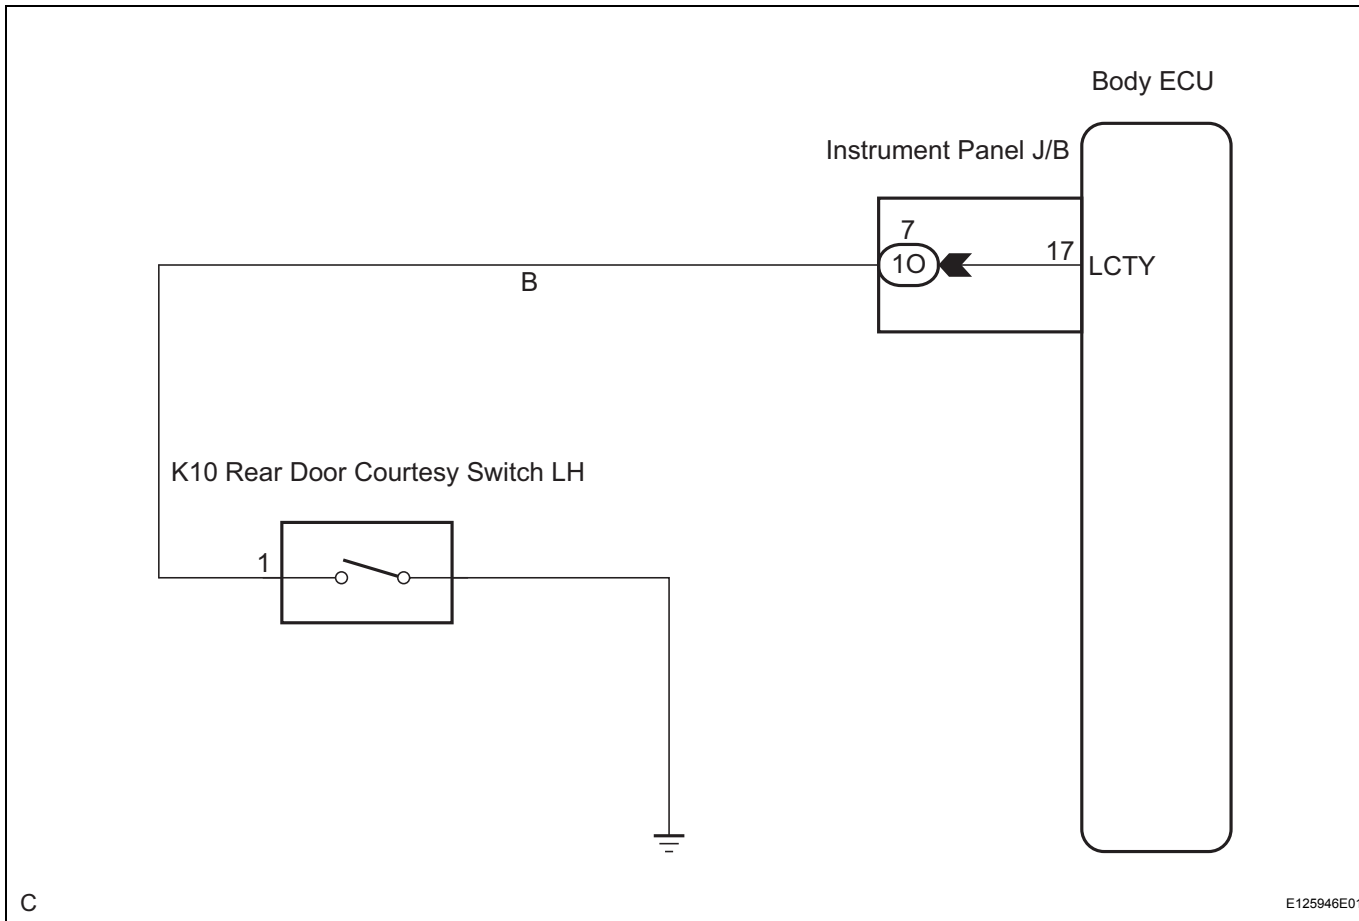 Body ECU
Instrument Panel J/B
7
1O
17
LCTY
B
K10 Rear Door Courtesy Switch LH
1
C
E125946E01